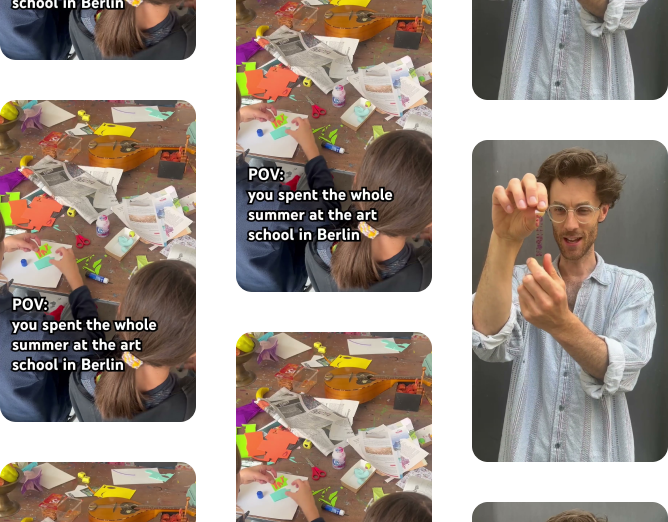 school in Berlin
POV:
you spent the whole
summer at the art
school in Berlin
POV:
you spent the whole
summer at the art
school in Berlin